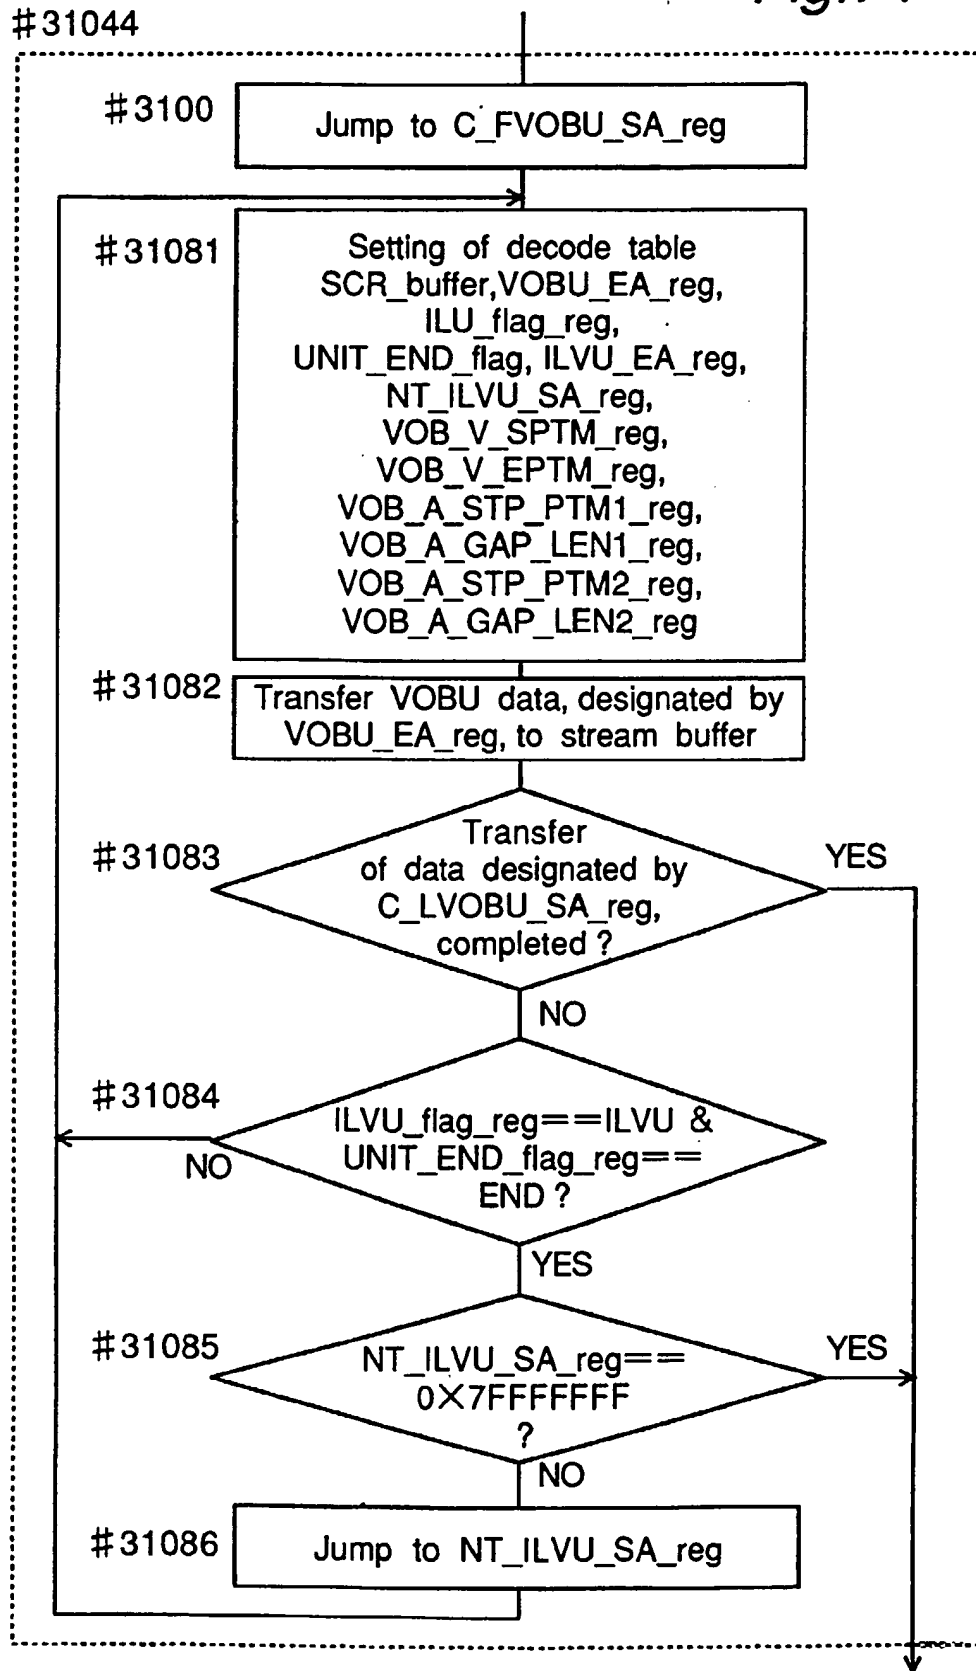 #31044
#3100
Jump to C_FVOBU_SA_reg
#31081
Setting of decode table
SCR_buffer,VOBU_EA_reg,
ILU_flag_reg,
UNIT_END_flag, ILVU_EA_reg,
NT_ILVU_SA_reg,
VOB_V_SPTM_reg,
VOB_V_EPTM_reg,
VOB_A_STP_PTM1_reg,
VOB_A_GAP_LEN1_reg,
VOB_A_STP_PTM2_reg,
VOB_A_GAP_LEN2_reg
#31082
Transfer VOBU data, designated by
VOBU_EA_reg, to stream buffer
#31083
Transfer
of data designated by
C_LVOBU_SA_reg,
completed ?
YES
NO
#31084
ILVU_flag_reg==ILVU &
UNIT_END_flag_reg==
END ?
NO
YES
#31085
NT_ILVU_SA_reg==
0X7FFFFFFF
?
YES
NO
#31086
Jump to NT_ILVU_SA_reg